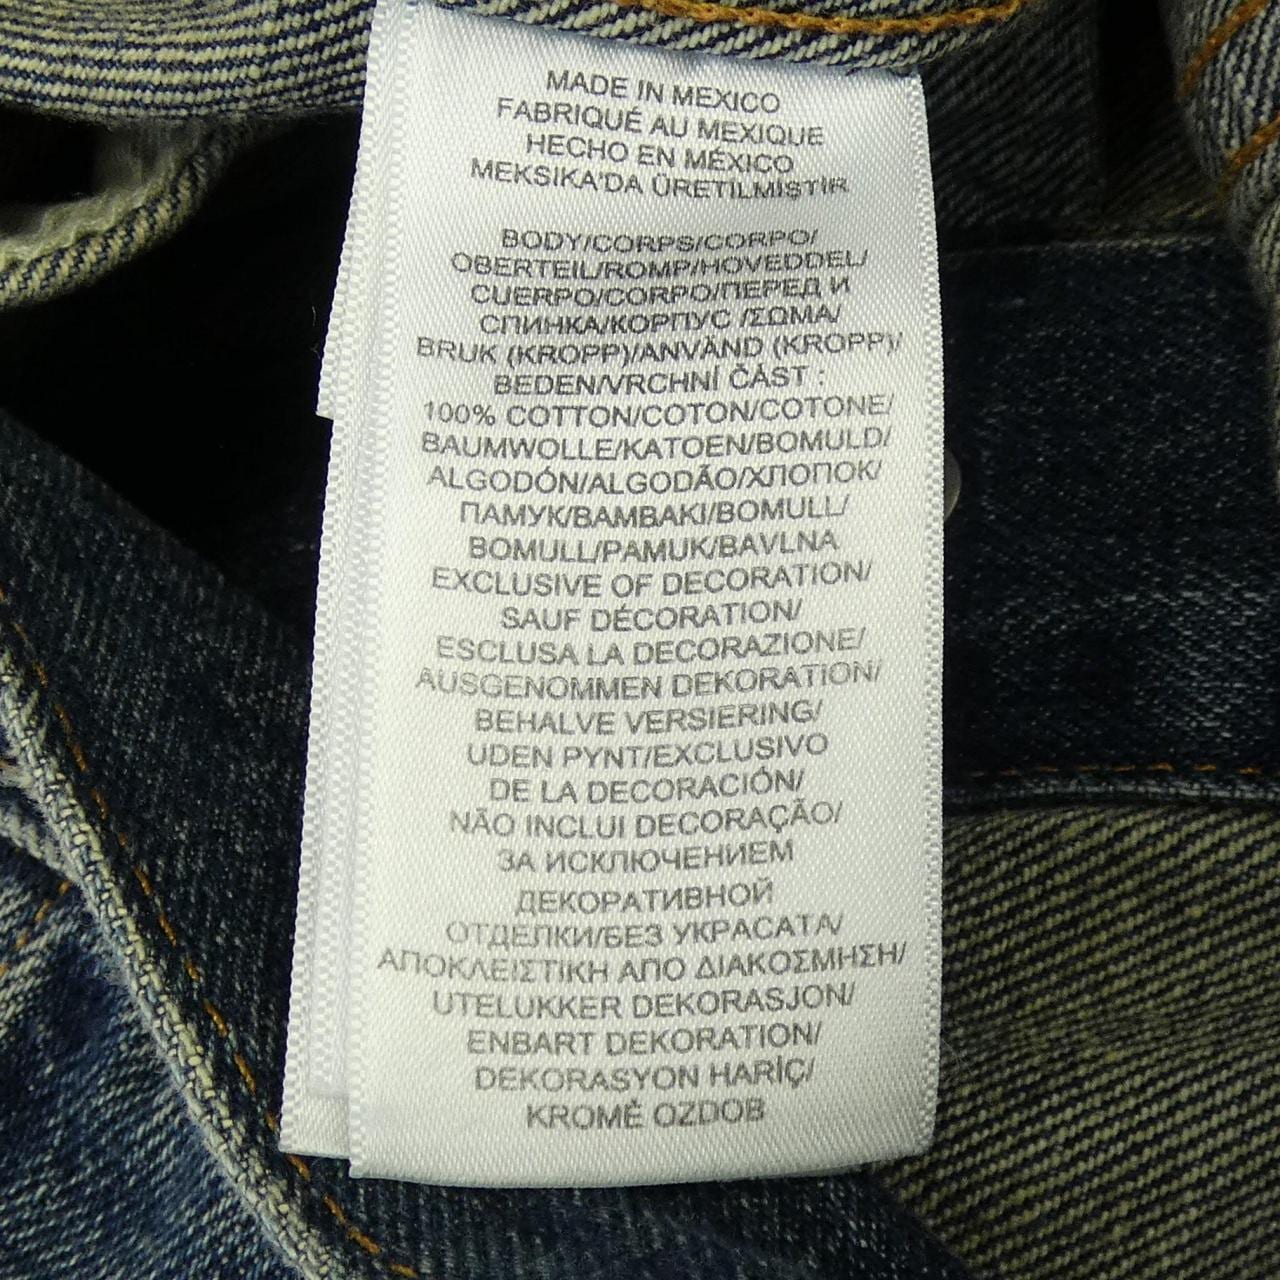 MADE IN MEXICO
FABRIQUÉ AU MEXIQUE
HECHO EN MÉXICO
MEKSIKA'DA ÜRETILMIŞTIR
BODY/CORPS/CORPO/
OBERTEIL/ROMP/HOVEDDEL/
CUERPO/CORPO/ПЕРЕД И
СПИНКА/КОРПУС /ΣΩΜΑ/
BRUK (KROPP)/ANVÄND (KROPP)/
BEDEN/VRCHNÍ ČÁST :
100% COTTON/COTON/COTONE/
BAUMWOLLE/KATOEN/BOMULD/
ALGODÓN/ALGODÃO/ХЛОПОК/
ПАМУК/ΒΑΜΒΑΚΙ/BOMULL/
BOMULL/PAMUK/BAVLNA
EXCLUSIVE OF DECORATION/
SAUF DÉCORATION/
ESCLUSA LA DECORAZIONE/
AUSGENOMMEN DEKORATION/
BEHALVE VERSIERING/
UDEN PYNT/EXCLUSIVO
DE LA DECORACIÓN/
NÃO INCLUI DECORAÇÃO/
ЗА ИСКЛЮЧЕНИЕМ
ДЕКОРАТИВНОЙ
ОТДЕЛКИ/БЕЗ УКРАСАТА/
ΑΠΟΚΛΕΙΣΤΙΚΗ ΑΠΟ ΔΙΑΚΟΣΜΗΣΗ/
UTELUKKER DEKORASJON/
ENBART DEKORATION/
DEKORASYON HARİÇ/
KROMĚ OZDOB